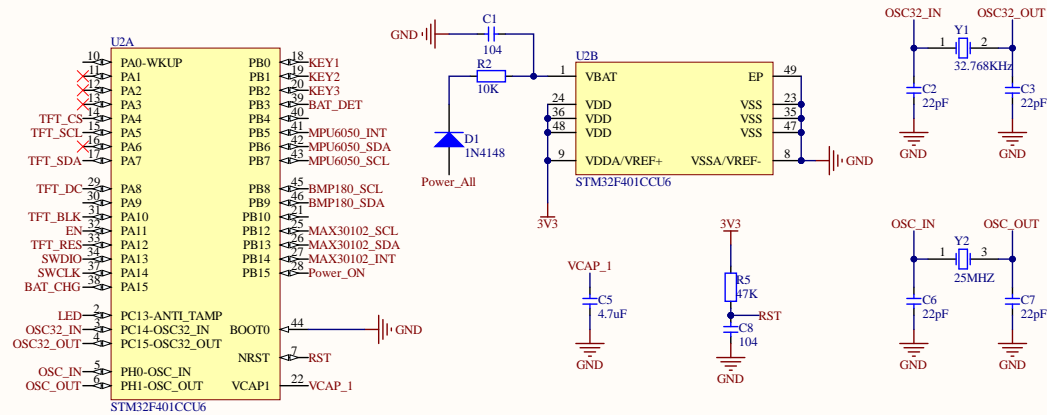 U2A
10 PA0-WKUP PB0 18 KEY1
11 PA1 PB1 19 KEY2
12 PA2 PB2 20 KEY3
13 PA3 PB3 39 BAT_DET
TFT_CS 14 PA4 PB4 40
TFT_SCL 15 PA5 PB5 41 MPU6050_INT
16 PA6 PB6 42 MPU6050_SDA
TFT_SDA 17 PA7 PB7 43 MPU6050_SCL
TFT_DC 29 PA8 PB8 45 BMP180_SCL
30 PA9 PB9 46 BMP180_SDA
TFT_BLK 31 PA10 PB10 21
EN 32 PA11 PB12 25 MAX30102_SCL
TFT_RES 33 PA12 PB13 26 MAX30102_SDA
SWDIO 34 PA13 PB14 27 MAX30102_INT
SWCLK 37 PA14 PB15 28 Power_ON
BAT_CHG 38 PA15
LED 2 PC13-ANTI_TAMP
OSC32_IN 3 PC14-OSC32_IN BOOT0 44 GND
OSC32_OUT 4 PC15-OSC32_OUT
NRST 7 RST
OSC_IN 5 PH0-OSC_IN
OSC_OUT 6 PH1-OSC_OUT VCAP1 22 VCAP_1
STM32F401CCU6
C1
GND
104
R2
10K
D1
1N4148
Power_All
U2B
1 VBAT EP 49
24 VDD VSS 23
36 VDD VSS 35
48 VDD VSS 47
9 VDDA/VREF+ VSSA/VREF- 8 GND
STM32F401CCU6
3V3
VCAP_1
C5
4.7uF
GND
3V3
R5
47K
RST
C8
104
GND
OSC32_IN OSC32_OUT
Y1
1 2
32.768KHz
C2 C3
22pF 22pF
GND GND
OSC_IN OSC_OUT
Y2
1 3
25MHZ
C6 C7
22pF 22pF
GND GND